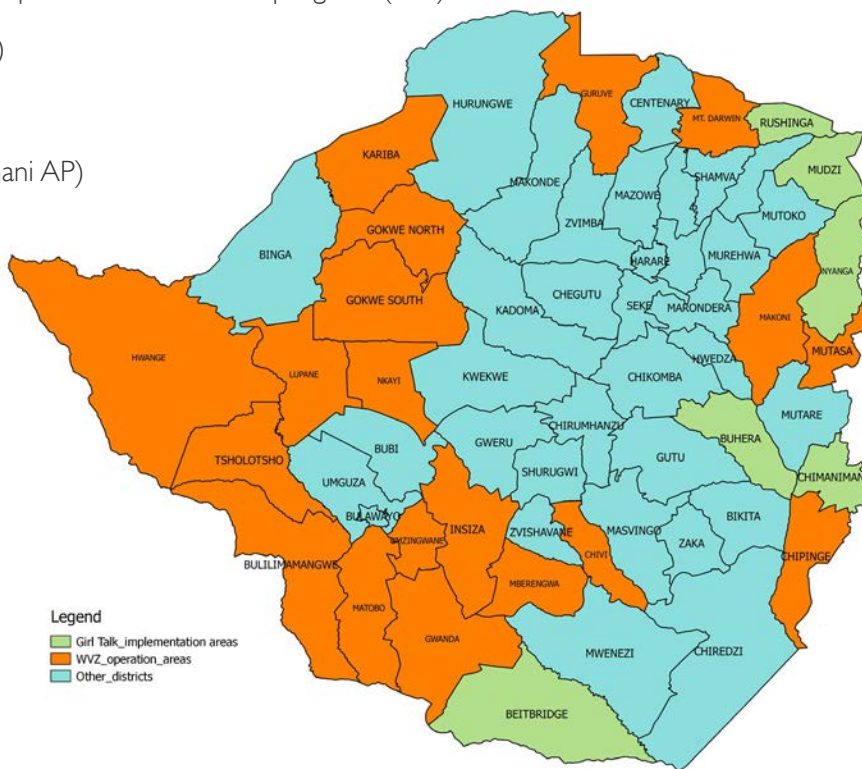 )
ani AP)
HURUNGWE
GURUVE
CENTENARY
MT. DARWIN
RUSHINGA
KARIBA
MAKONDE
MAZOWE
SHAMVA
MUDZI
BINGA
GOKWE NORTH
ZVIMBA
MUTOKO
HARARE
MUREHWA
NYANGA
GOKWE SOUTH
CHEGUTU
KADOMA
SEKE
MARONDERA
MAKONI
HWANGE
LUPANE
NKAYI
KWEKWE
CHIKOMBA
HWEDZA
MUTASA
TSHOLOTSHO
BUBI
GWERU
CHIRUMHANZU
BUHERA
MUTARE
UMGUZA
SHURUGWI
GUTU
CHIMANIMAN
BULAWAYO
INSIZA
ZVISHAVANE
MASVINGO
BIKITA
BULILIMAMANGWE
CHIVI
ZAKA
CHIPINGE
MATOBO
MBERENGWA
GWANDA
MWENEZI
CHIREDZI
BEITBRIDGE
Legend
Girl Talk_implementation areas
WVZ_operation_areas
Other_districts